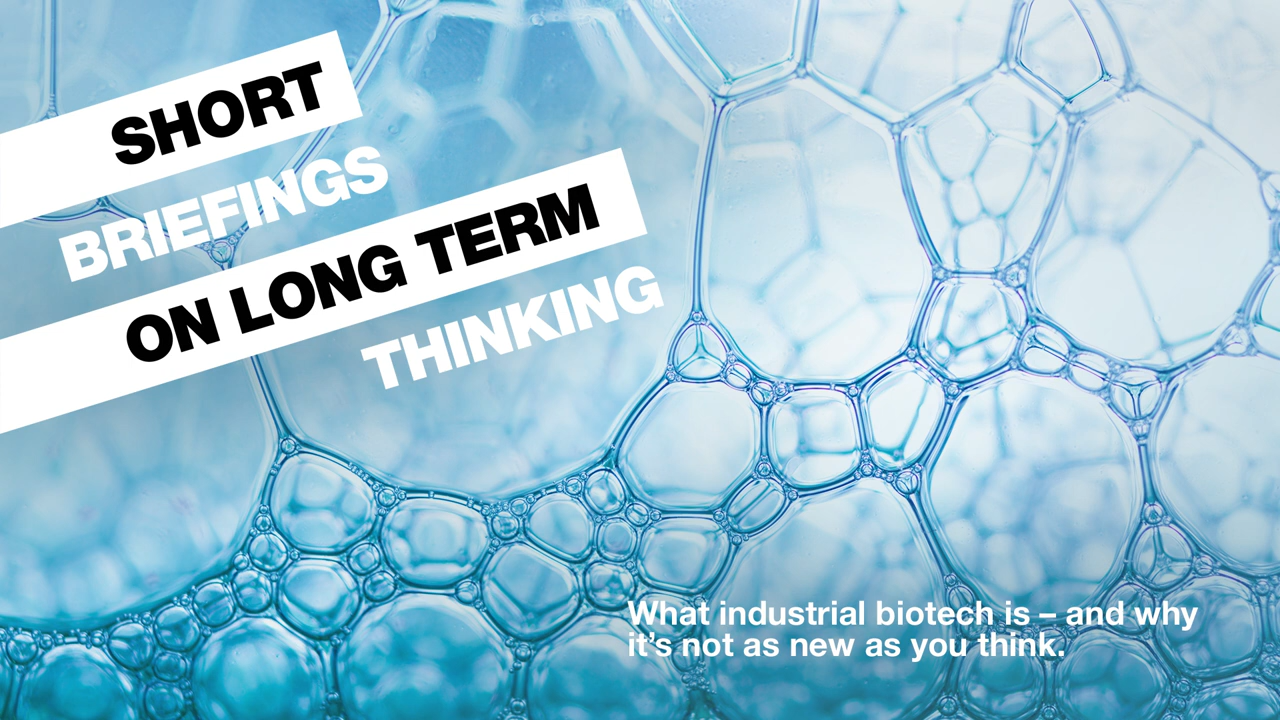 SHORT
BRIEFINGS
ON LONG TERM
THINKING
What industrial biotech is – and why
it’s not as new as you think.